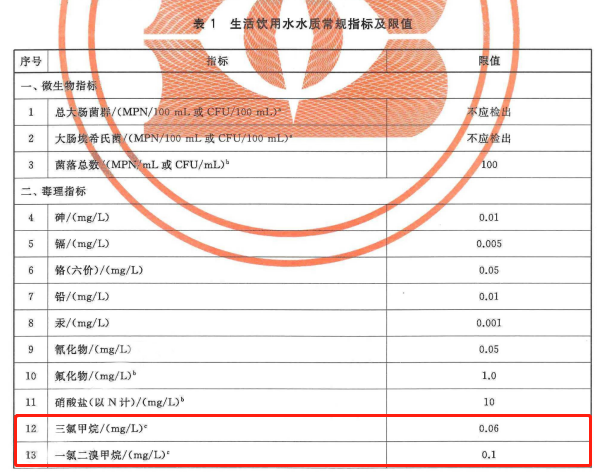 表 1 生活饮用水水质常规指标及限值
序号 指标 限值
一、微生物指标
1 总大肠菌群/(MPN/100 mL 或 CFU/100 mL)ᵃ 不应检出
2 大肠埃希氏菌/(MPN/100 mL 或 CFU/100 mL)ᵃ 不应检出
3 菌落总数/(MPN/mL 或 CFU/mL)ᵇ 100
二、毒理指标
4 砷/(mg/L) 0.01
5 镉/(mg/L) 0.005
6 铬(六价)/(mg/L) 0.05
7 铅/(mg/L) 0.01
8 汞/(mg/L) 0.001
9 氰化物/(mg/L) 0.05
10 氟化物/(mg/L)ᵇ 1.0
11 硝酸盐(以 N 计)/(mg/L)ᵇ 10
12 三氯甲烷/(mg/L)ᶜ 0.06
13 一氯二溴甲烷/(mg/L)ᶜ 0.1